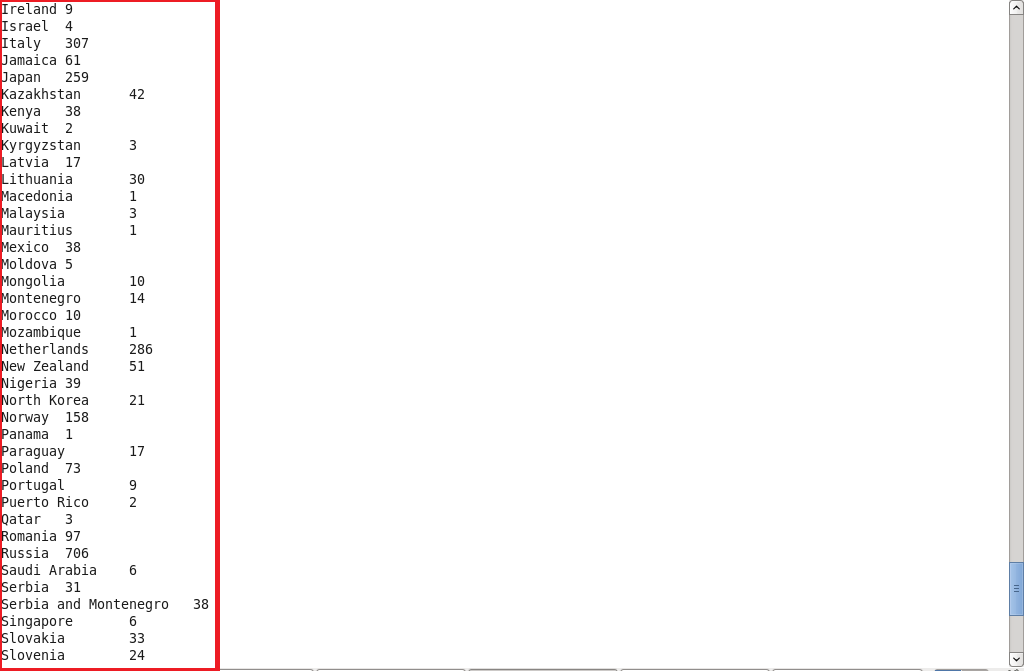 Ireland 9
Israel 4
Italy 307
Jamaica 61
Japan 259
Kazakhstan 42
Kenya 38
Kuwait 2
Kyrgyzstan 3
Latvia 17
Lithuania 30
Macedonia 1
Malaysia 3
Mauritius 1
Mexico 38
Moldova 5
Mongolia 10
Montenegro 14
Morocco 10
Mozambique 1
Netherlands 286
New Zealand 51
Nigeria 39
North Korea 21
Norway 158
Panama 1
Paraguay 17
Poland 73
Portugal 9
Puerto Rico 2
Qatar 3
Romania 97
Russia 706
Saudi Arabia 6
Serbia 31
Serbia and Montenegro 38
Singapore 6
Slovakia 33
Slovenia 24